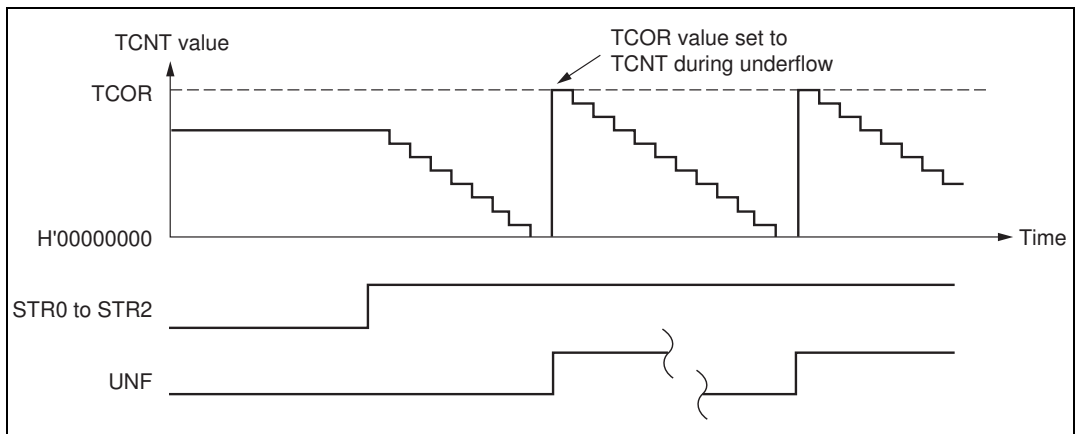 TCNT value
TCOR value set to
TCNT during underflow
TCOR
H'00000000
Time
STR0 to STR2
UNF